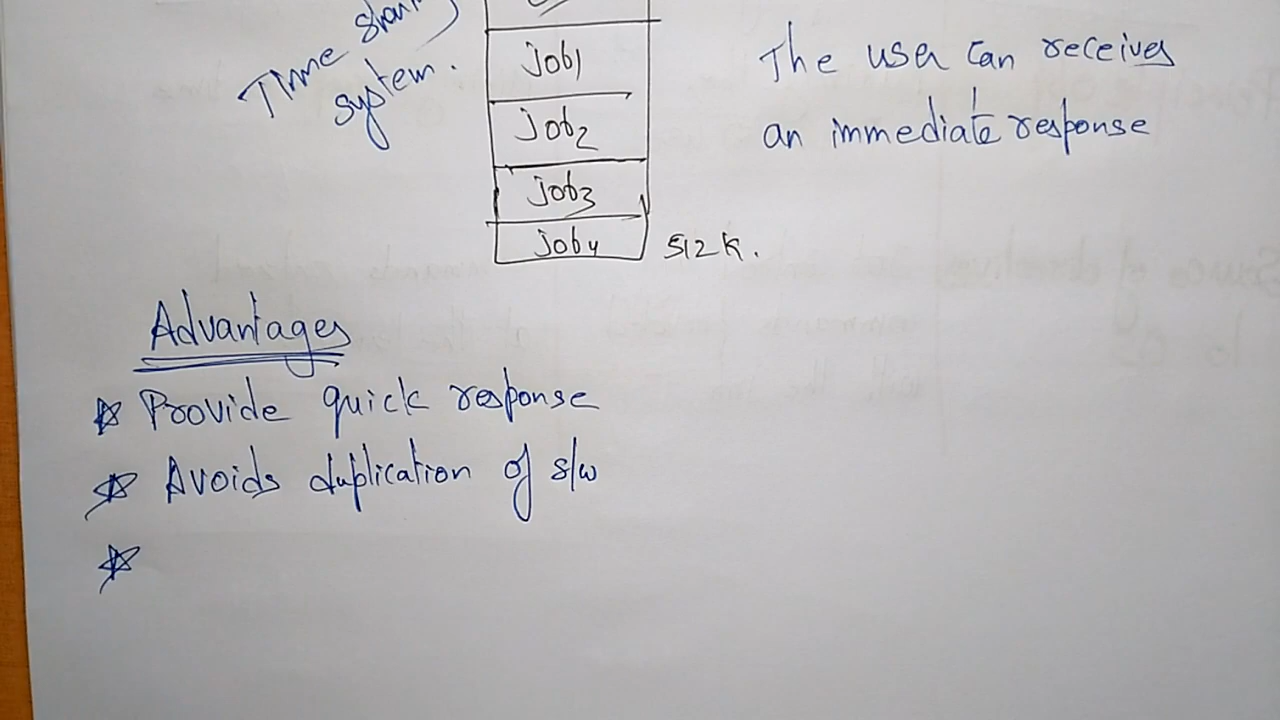 Time
system.
job1
job2
job3
job4
512K.
The user can receives
an immediate response
Advantages
Provide quick response
Avoids duplication of s/w